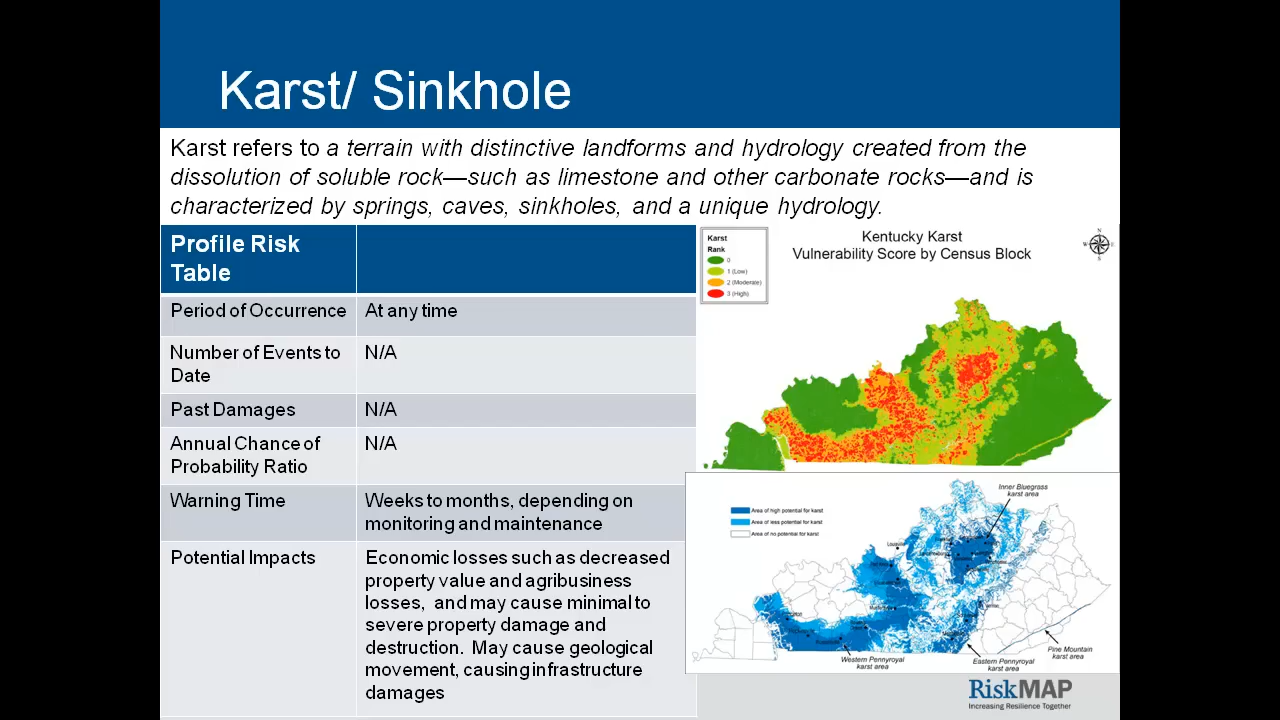 Karst/ Sinkhole
Karst refers to a terrain with distinctive landforms and hydrology created from the
dissolution of soluble rock—such as limestone and other carbonate rocks—and is
characterized by springs, caves, sinkholes, and a unique hydrology.
Profile Risk
Table
Period of Occurrence
At any time
Number of Events to
Date
N/A
Past Damages
N/A
Annual Chance of
Probability Ratio
N/A
Warning Time
Weeks to months, depending on
monitoring and maintenance
Potential Impacts
Economic losses such as decreased
property value and agribusiness
losses, and may cause minimal to
severe property damage and
destruction. May cause geological
movement, causing infrastructure
damages
Karst
Rank
0
1 (Low)
2 (Moderate)
3 (High)
Kentucky Karst
Vulnerability Score by Census Block
N
W E
S
Area of high potential for karst
Area of less potential for karst
Area of no potential for karst
Inner Bluegrass
karst area
Louisville
Western Pennyroyal
karst area
Eastern Pennyroyal
karst area
Pine Mountain
karst area
RiskMAP
Increasing Resilience Together